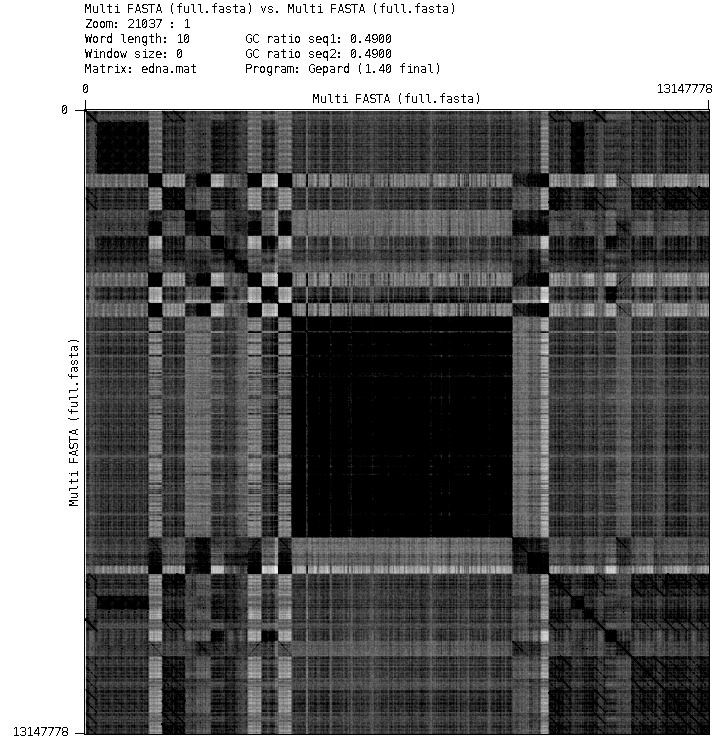 Multi FASTA (full.fasta) vs. Multi FASTA (full.fasta)
Zoom: 21037 : 1
Word length: 10 GC ratio seq1: 0.4900
Window size: 0 GC ratio seq2: 0.4900
Matrix: edna.mat Program: Gepard (1.40 final)
0 13147778
Multi FASTA (full.fasta)
0
Multi FASTA (full.fasta)
13147778